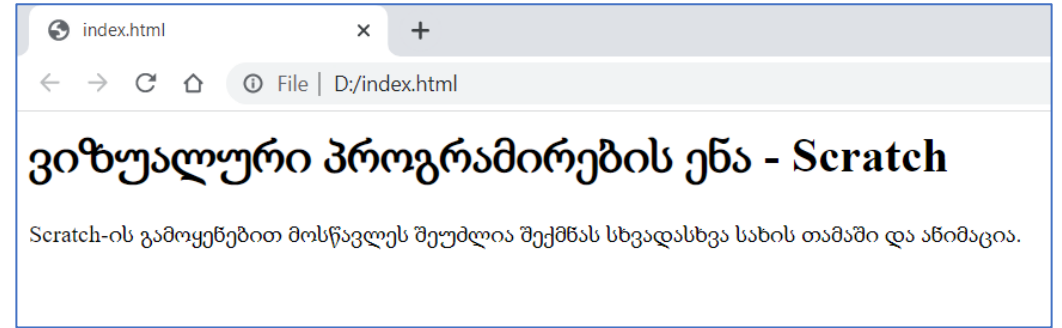 index.html
File | D:/index.html
ვიზუალური პროგრამირების ენა - Scratch
Scratch-ის გამოყენებით მოსწავლეს შეუძლია შექმნას სხვადასხვა სახის თამაში და ანიმაცია.